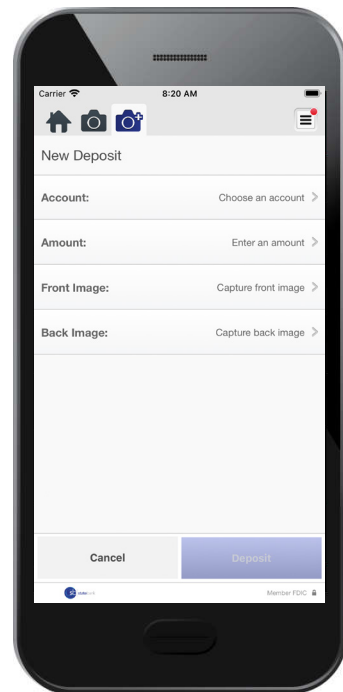 Carrier 8:20 AM
New Deposit
Account: Choose an account
Amount: Enter an amount
Front Image: Capture front image
Back Image: Capture back image
Cancel Deposit
Member FDIC